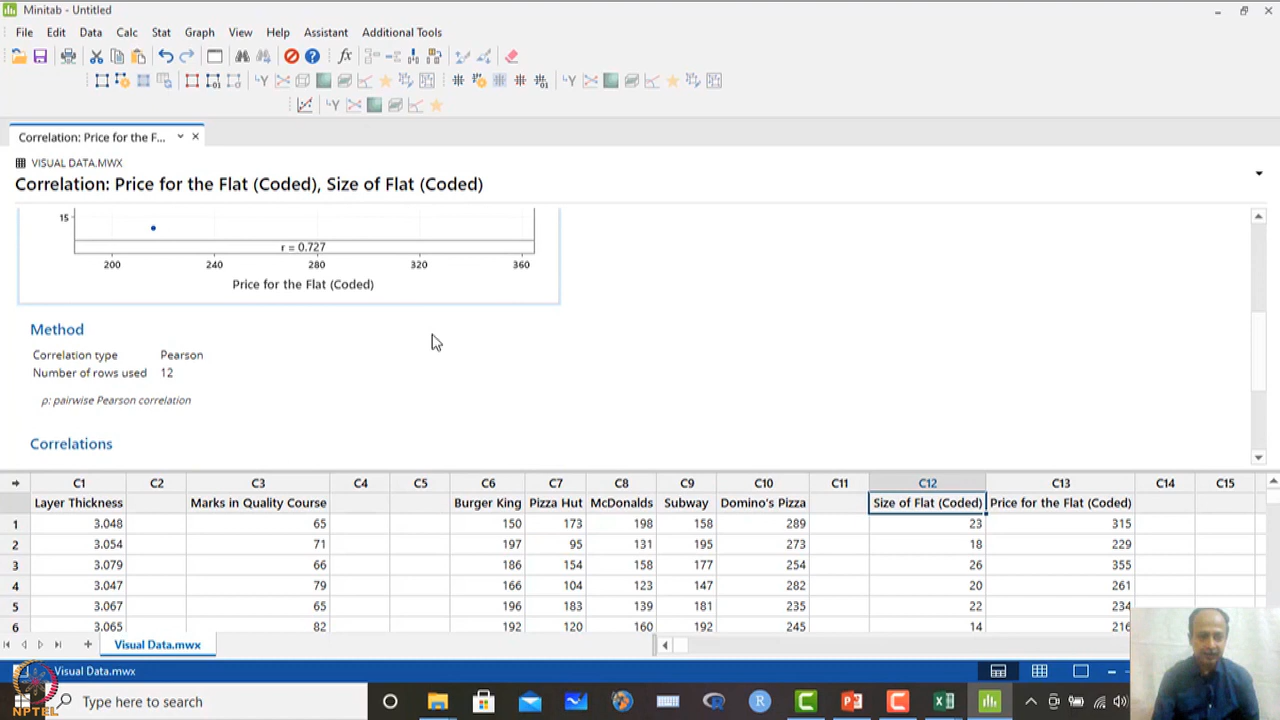 Minitab - Untitled
File Edit Data Calc Stat Graph View Help Assistant Additional Tools
Correlation: Price for the F...
VISUAL DATA.MWX
Correlation: Price for the Flat (Coded), Size of Flat (Coded)
15
r = 0.727
200 240 280 320 360
Price for the Flat (Coded)
Method
Correlation type Pearson
Number of rows used 12
ρ: pairwise Pearson correlation
Correlations
C1 C2 C3 C4 C5 C6 C7 C8 C9 C10 C11 C12 C13 C14 C15
Layer Thickness Marks in Quality Course Burger King Pizza Hut McDonalds Subway Domino's Pizza Size of Flat (Coded) Price for the Flat (Coded)
1 3.048 65 150 173 198 158 289 23 315
2 3.054 71 197 95 131 195 273 18 229
3 3.079 66 186 154 158 177 254 26 355
4 3.047 79 166 104 123 147 282 20 261
5 3.067 65 196 183 139 181 235 22 234
6 3.065 82 192 120 160 192 245 14 216
Visual Data.mwx
Visual Data.mwx
Type here to search
NPTEL